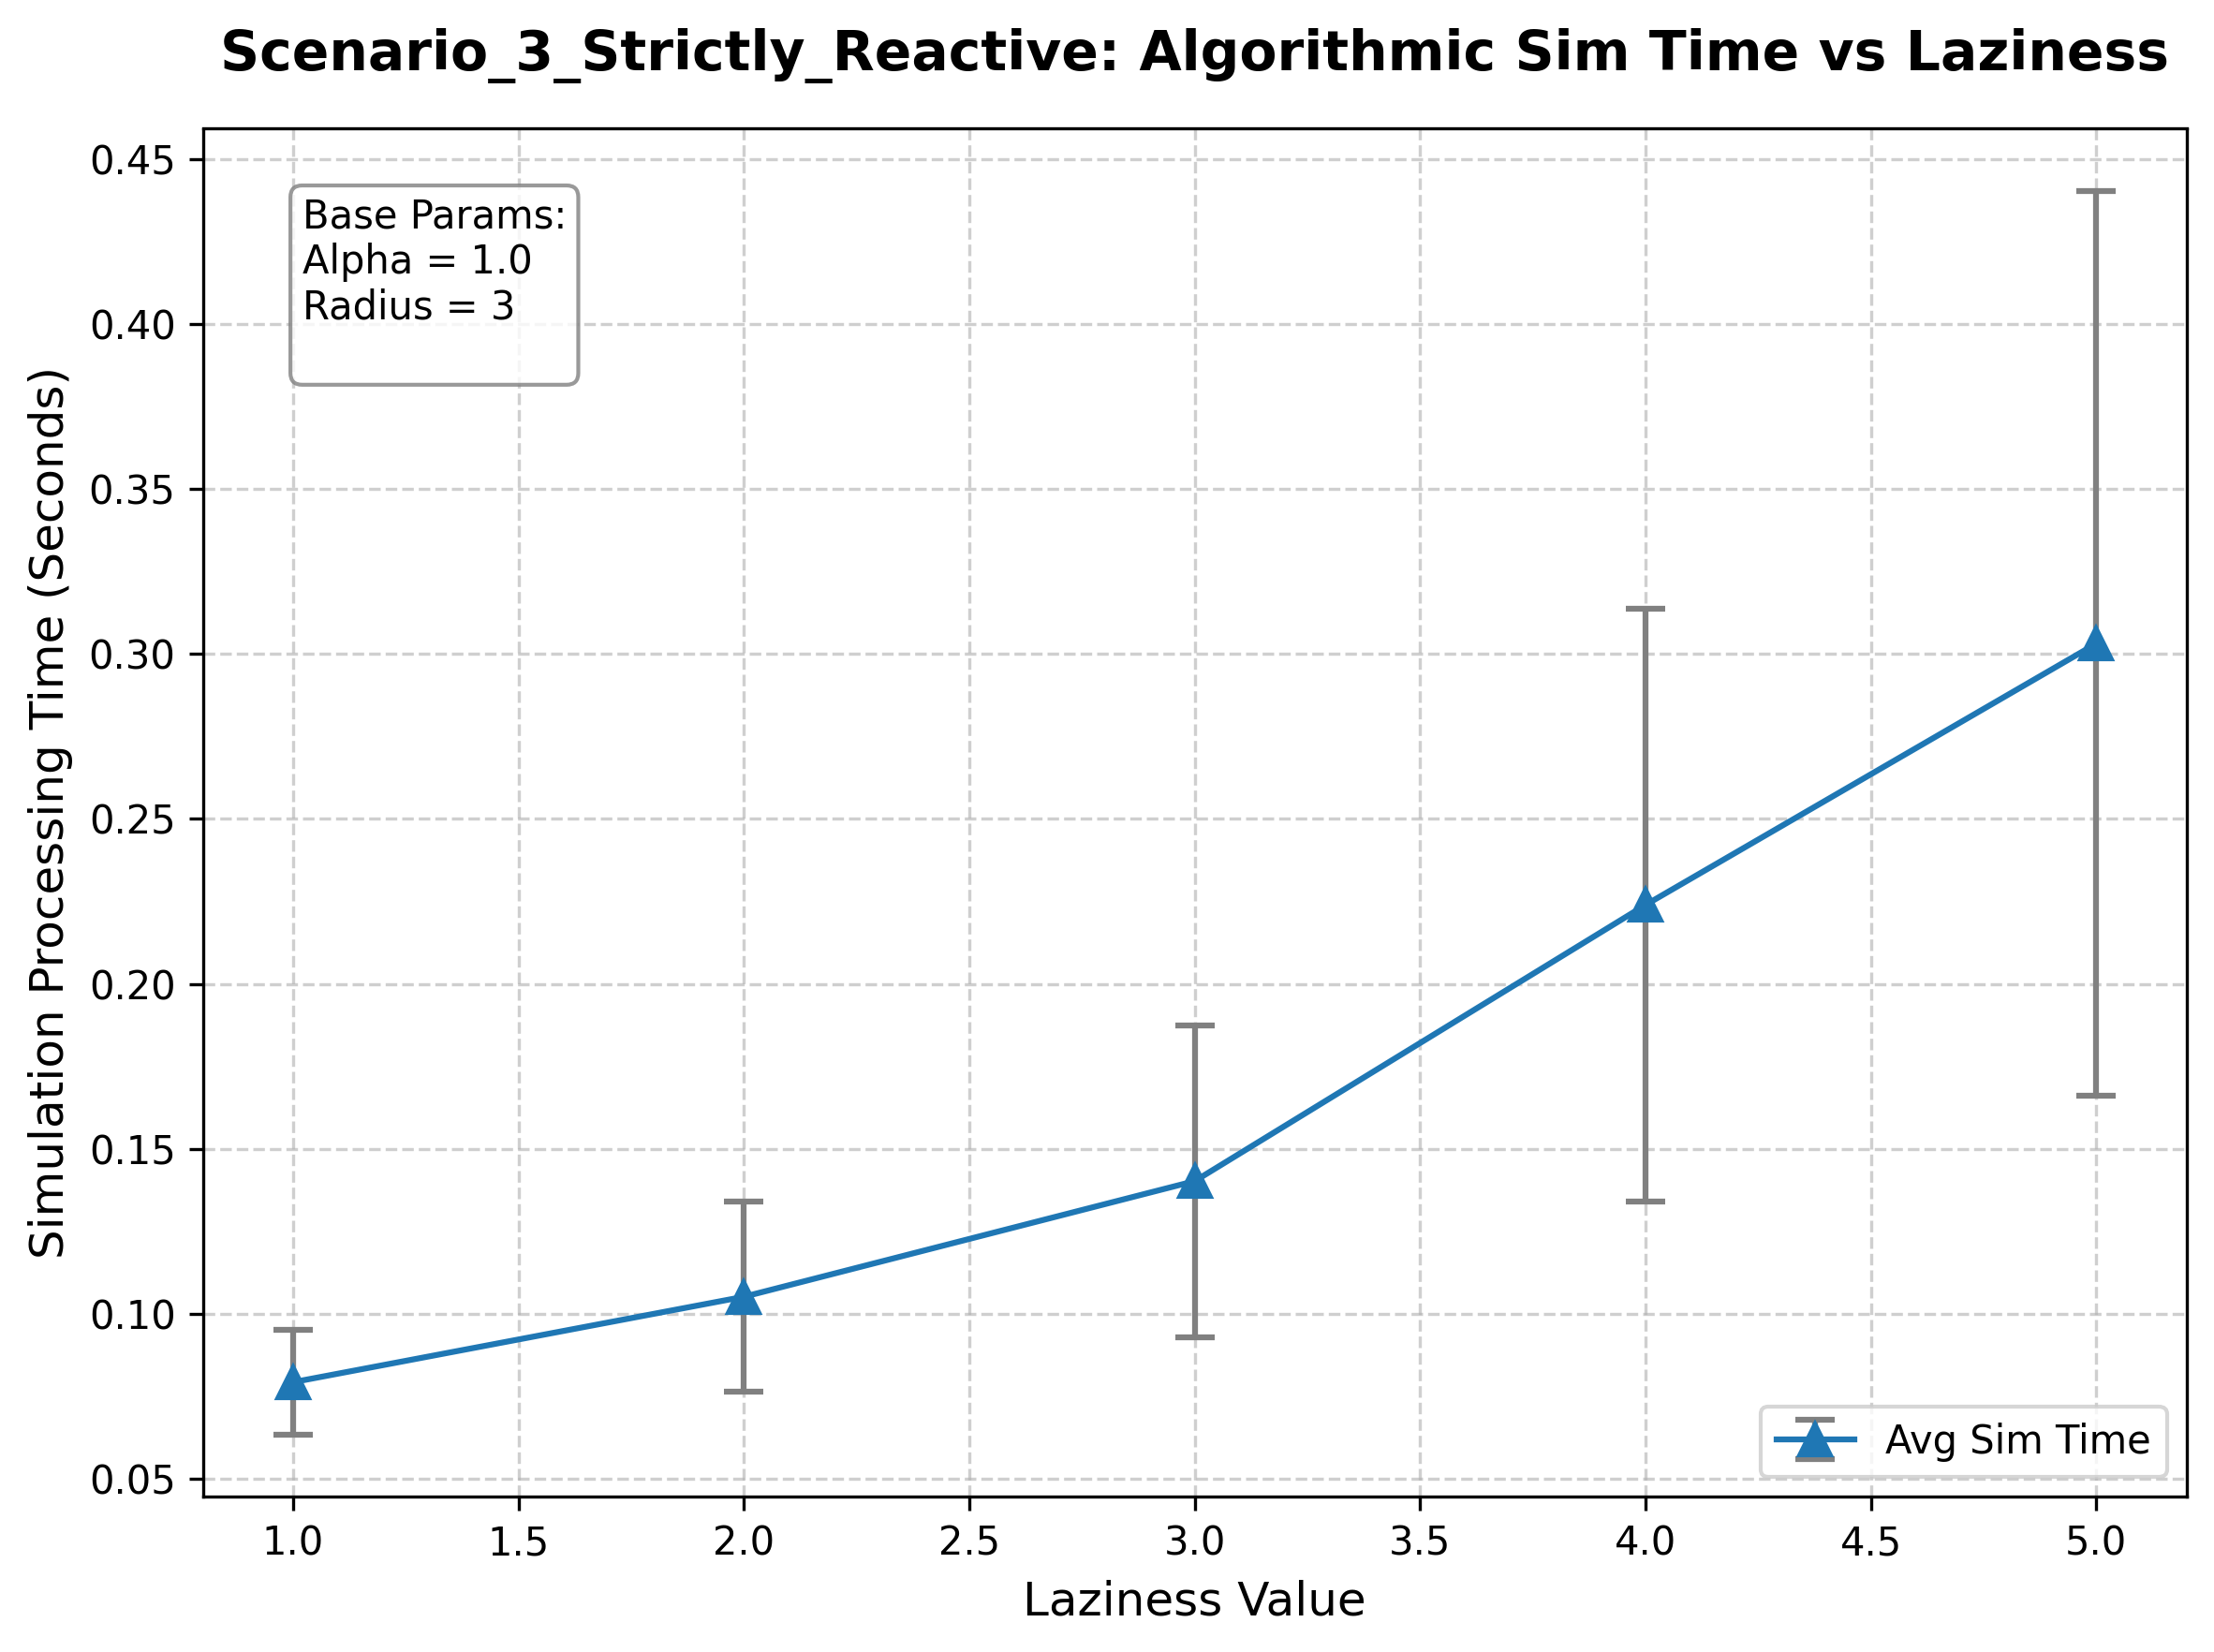 Scenario_3_Strictly_Reactive: Algorithmic Sim Time vs Laziness
Base Params:
Alpha = 1.0
Radius = 3
Simulation Processing Time (Seconds)
0.45
0.40
0.35
0.30
0.25
0.20
0.15
0.10
0.05
Avg Sim Time
1.0 1.5 2.0 2.5 3.0 3.5 4.0 4.5 5.0
Laziness Value